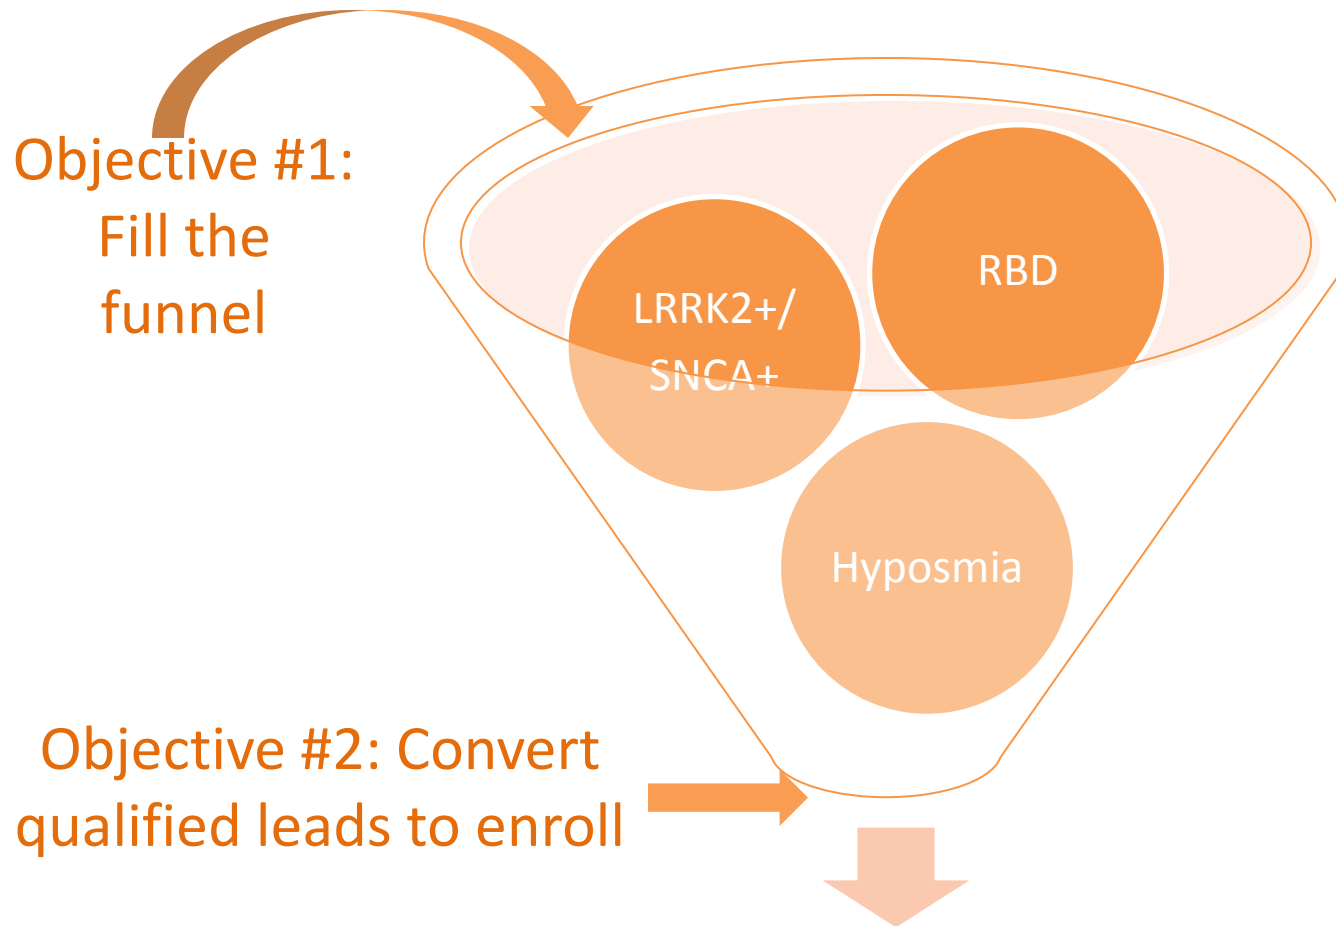 Objective #1:
Fill the
funnel
RBD
LRRK2+/
SNCA+
Hyposmia
Objective #2: Convert
qualified leads to enroll